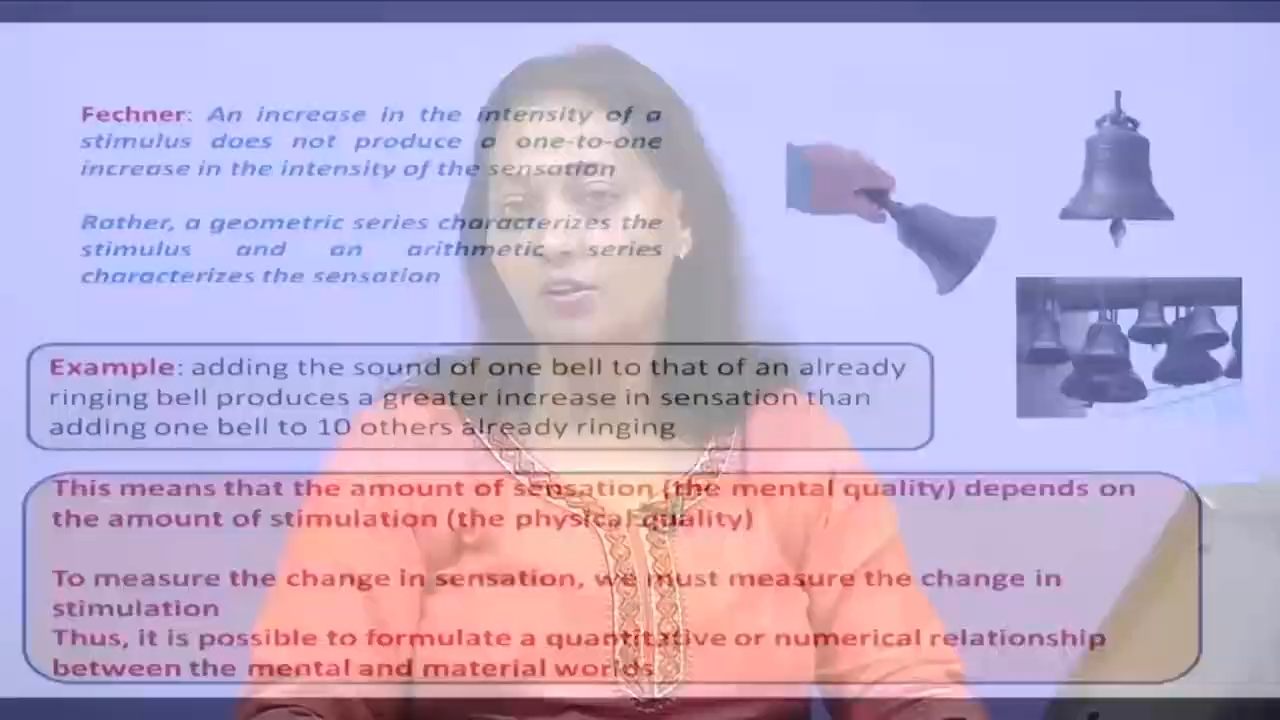 Fechner: An increase in the intensity of a
stimulus does not produce a one-to-one
increase in the intensity of the sensation
Rather, a geometric series characterizes the
stimulus and an arithmetic series
characterizes the sensation
Example: adding the sound of one bell to that of an already
ringing bell produces a greater increase in sensation than
adding one bell to 10 others already ringing
This means that the amount of sensation (the mental quality) depends on
the amount of stimulation (the physical quality)
To measure the change in sensation, we must measure the change in
stimulation
Thus, it is possible to formulate a quantitative or numerical relationship
between the mental and material worlds